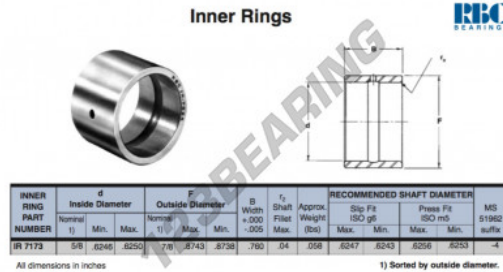 Inner Rings
RBC
BEARINGS
123BEARING
B
r₂
d
F
INNER RING PART NUMBER
d Inside Diameter
F Outside Diameter
B Width +.000 -.005
r₂ Shaft Fillet Max.
Approx. Weight (lbs)
RECOMMENDED SHAFT DIAMETER
Slip Fit ISO g6
Press Fit ISO m5
MS 51962 suffix
Nominal 1) Min. Max. Nominal 1) Max. Min. Max. Min. Max. Min.
IR 7173 5/8 .6246 .6250 7/8 .8743 .8738 .760 .04 .058 .6247 .6243 .6256 .6253 -4
All dimensions in inches
1) Sorted by outside diameter.